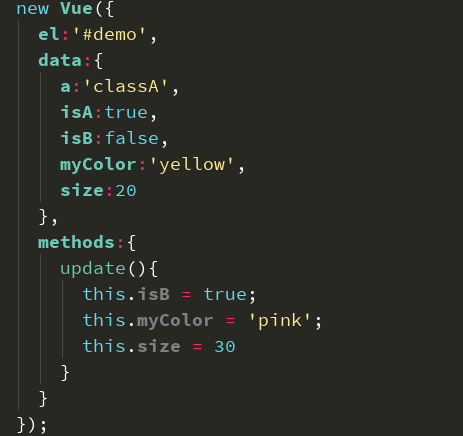 new Vue({
el:'#demo',
data:{
a:'classA',
isA:true,
isB:false,
myColor:'yellow',
size:20
},
methods:{
update(){
this.isB = true;
this.myColor = 'pink';
this.size = 30
}
}
});